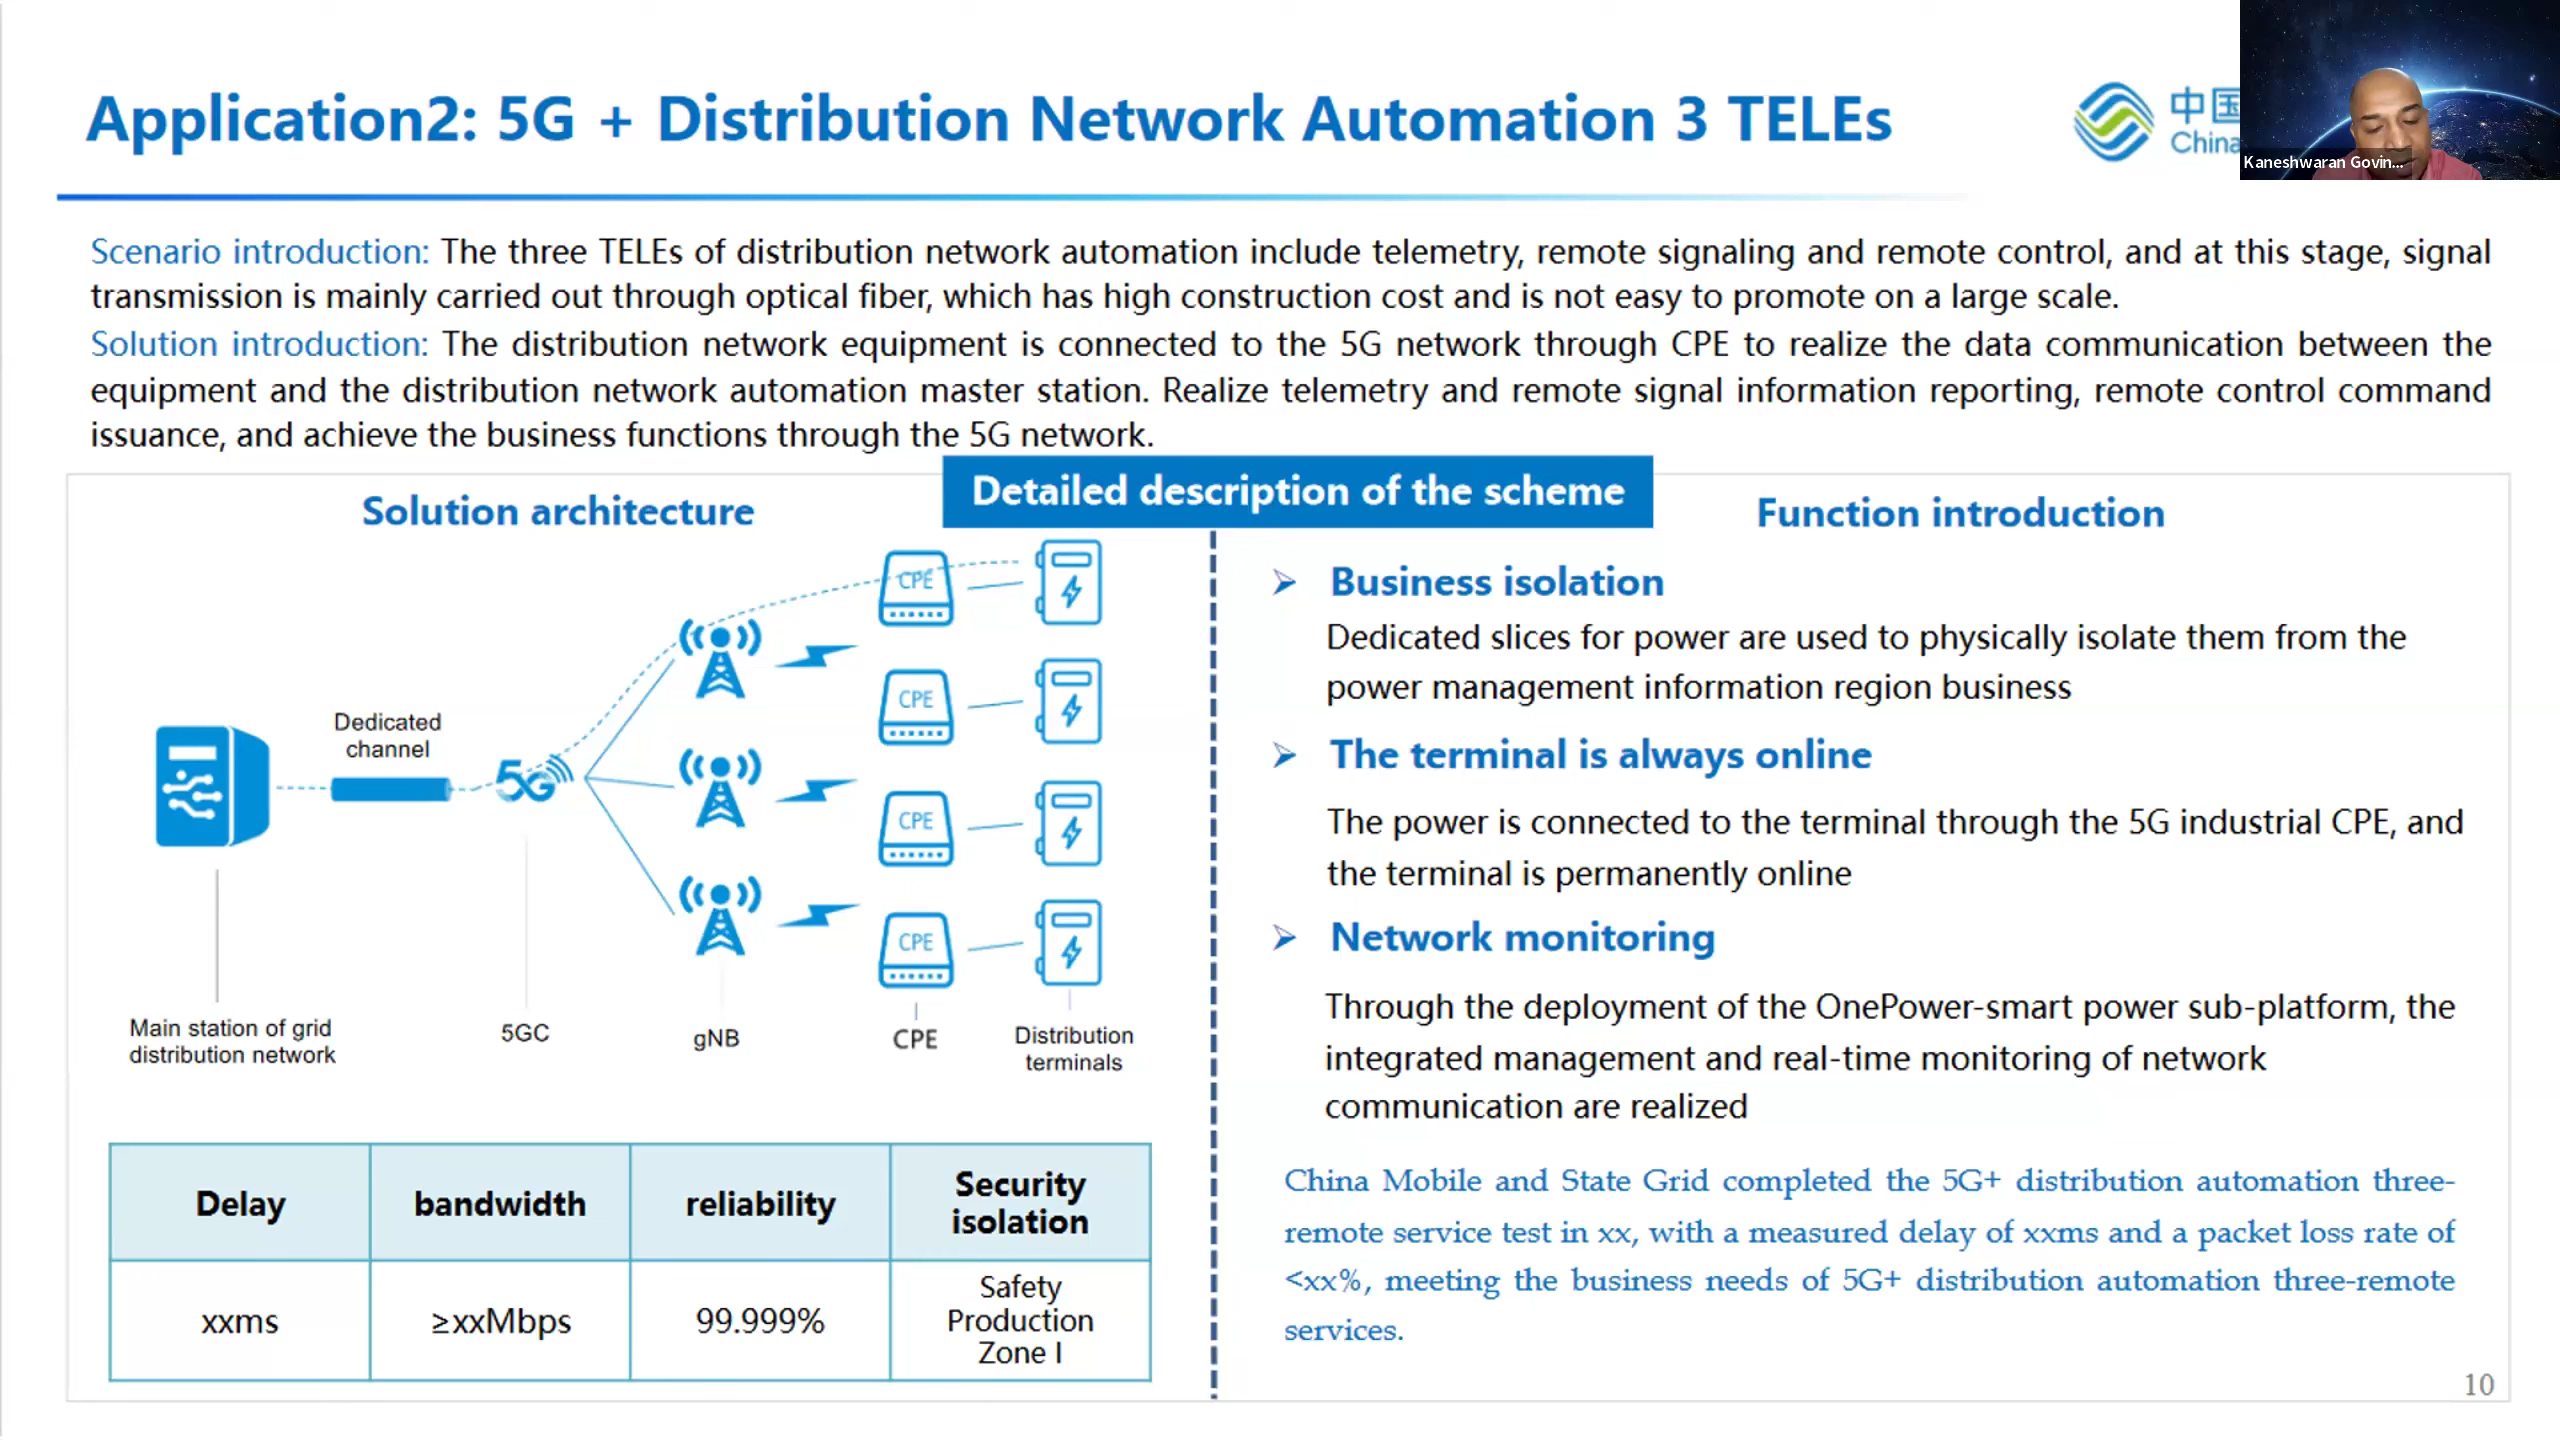 Application2: 5G + Distribution Network Automation 3 TELEs
中国
China
Kaneshwaran Govin...
Scenario introduction: The three TELEs of distribution network automation include telemetry, remote signaling and remote control, and at this stage, signal
transmission is mainly carried out through optical fiber, which has high construction cost and is not easy to promote on a large scale.
Solution introduction: The distribution network equipment is connected to the 5G network through CPE to realize the data communication between the
equipment and the distribution network automation master station. Realize telemetry and remote signal information reporting, remote control command
issuance, and achieve the business functions through the 5G network.
Detailed description of the scheme
Solution architecture
CPE
CPE
CPE
CPE
Dedicated
channel
5G
Main station of grid
distribution network
5GC
gNB
CPE
Distribution
terminals
Delay
bandwidth
reliability
Security
isolation
xxms
≥xxMbps
99.999%
Safety
Production
Zone I
Function introduction
➢ Business isolation
Dedicated slices for power are used to physically isolate them from the
power management information region business
➢ The terminal is always online
The power is connected to the terminal through the 5G industrial CPE, and
the terminal is permanently online
➢ Network monitoring
Through the deployment of the OnePower-smart power sub-platform, the
integrated management and real-time monitoring of network
communication are realized
China Mobile and State Grid completed the 5G+ distribution automation three-
remote service test in xx, with a measured delay of xxms and a packet loss rate of
<xx%, meeting the business needs of 5G+ distribution automation three-remote
services.
10